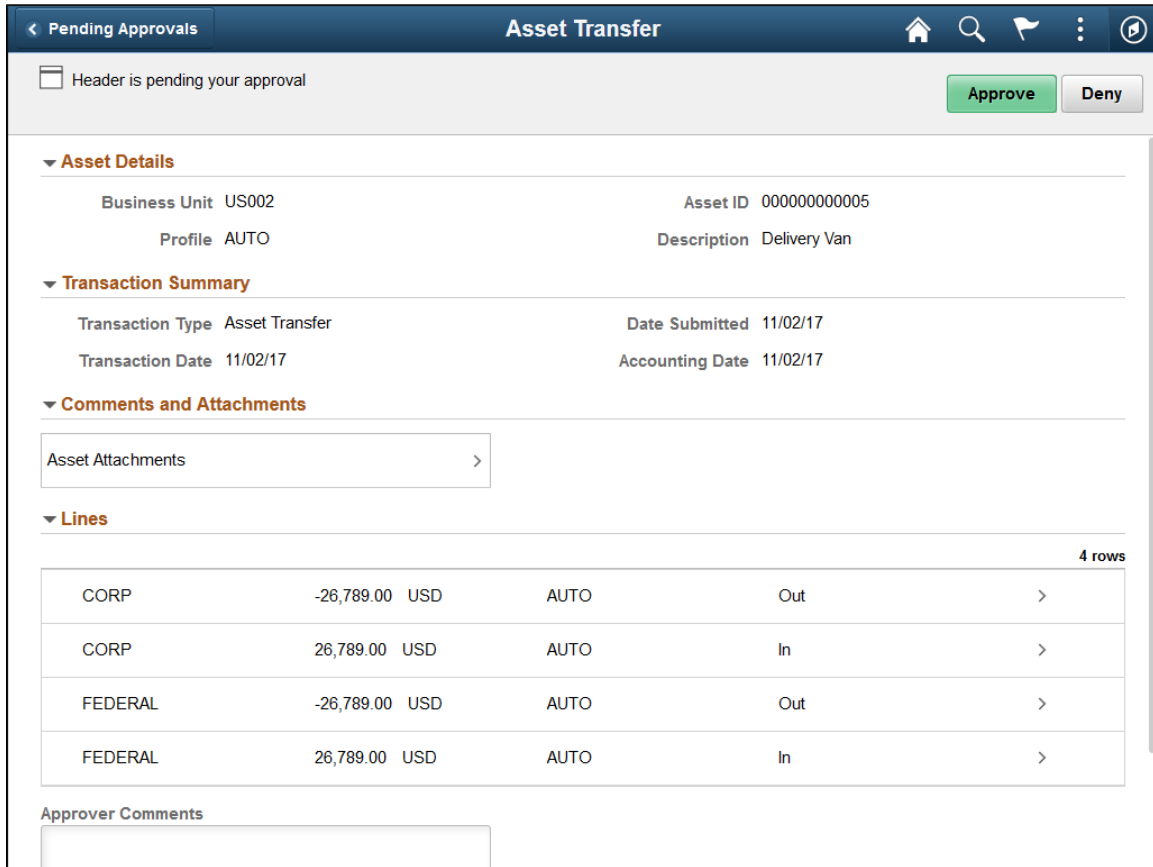 Pending Approvals Asset Transfer
Header is pending your approval
Approve Deny
Asset Details
Business Unit US002 Asset ID 000000000005
Profile AUTO Description Delivery Van
Transaction Summary
Transaction Type Asset Transfer Date Submitted 11/02/17
Transaction Date 11/02/17 Accounting Date 11/02/17
Comments and Attachments
Asset Attachments
Lines
4 rows
CORP -26,789.00 USD AUTO Out
CORP 26,789.00 USD AUTO In
FEDERAL -26,789.00 USD AUTO Out
FEDERAL 26,789.00 USD AUTO In
Approver Comments